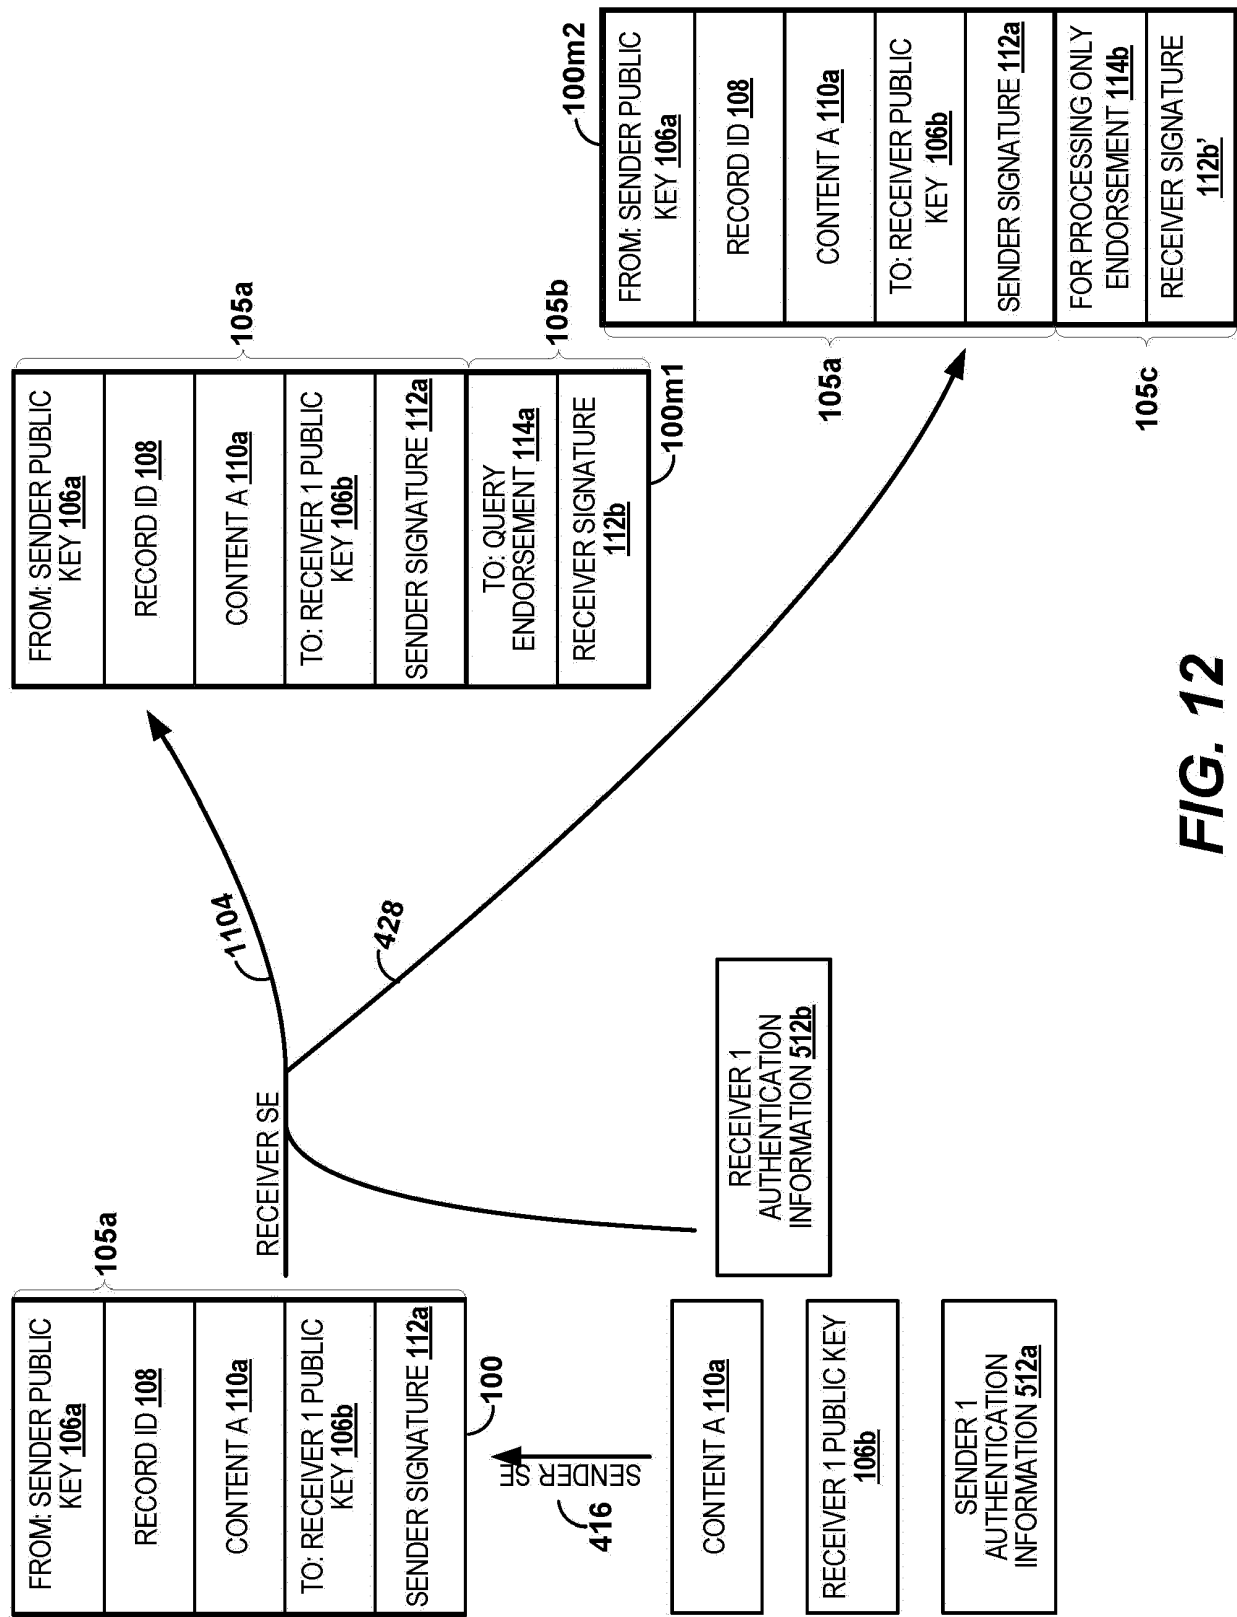 105a
FROM: SENDER PUBLIC
KEY 106a
RECORD ID 108
CONTENT A 110a
TO: RECEIVER 1 PUBLIC
KEY 106b
SENDER SIGNATURE 112a
100
416
SENDER SE
CONTENT A 110a
RECEIVER 1 PUBLIC KEY
106b
SENDER 1
AUTHENTICATION
INFORMATION 512a
RECEIVER SE
RECEIVER 1
AUTHENTICATION
INFORMATION 512b
1104
428
FROM: SENDER PUBLIC
KEY 106a
RECORD ID 108
CONTENT A 110a
TO: RECEIVER 1 PUBLIC
KEY 106b
SENDER SIGNATURE 112a
TO: QUERY
ENDORSEMENT 114a
RECEIVER SIGNATURE
112b
105a
105b
100m1
100m2
FROM: SENDER PUBLIC
KEY 106a
RECORD ID 108
CONTENT A 110a
TO: RECEIVER PUBLIC
KEY 106b
SENDER SIGNATURE 112a
FOR PROCESSING ONLY
ENDORSEMENT 114b
RECEIVER SIGNATURE
112b'
105a
105c
FIG. 12